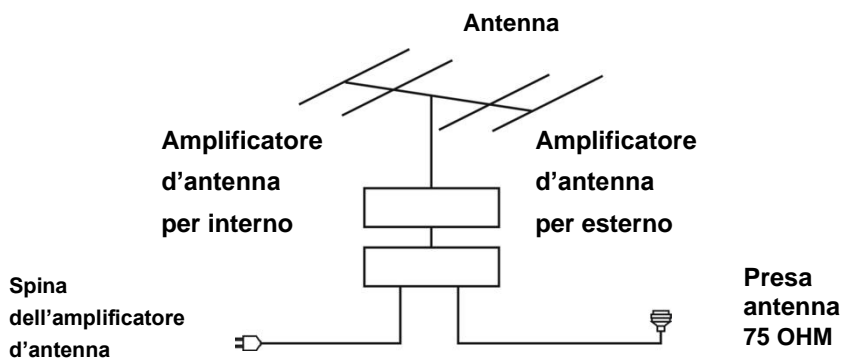 Antenna
Amplificatore
d’antenna
per interno
Amplificatore
d’antenna
per esterno
Spina
dell’amplificatore
d’antenna
Presa
antenna
75 OHM